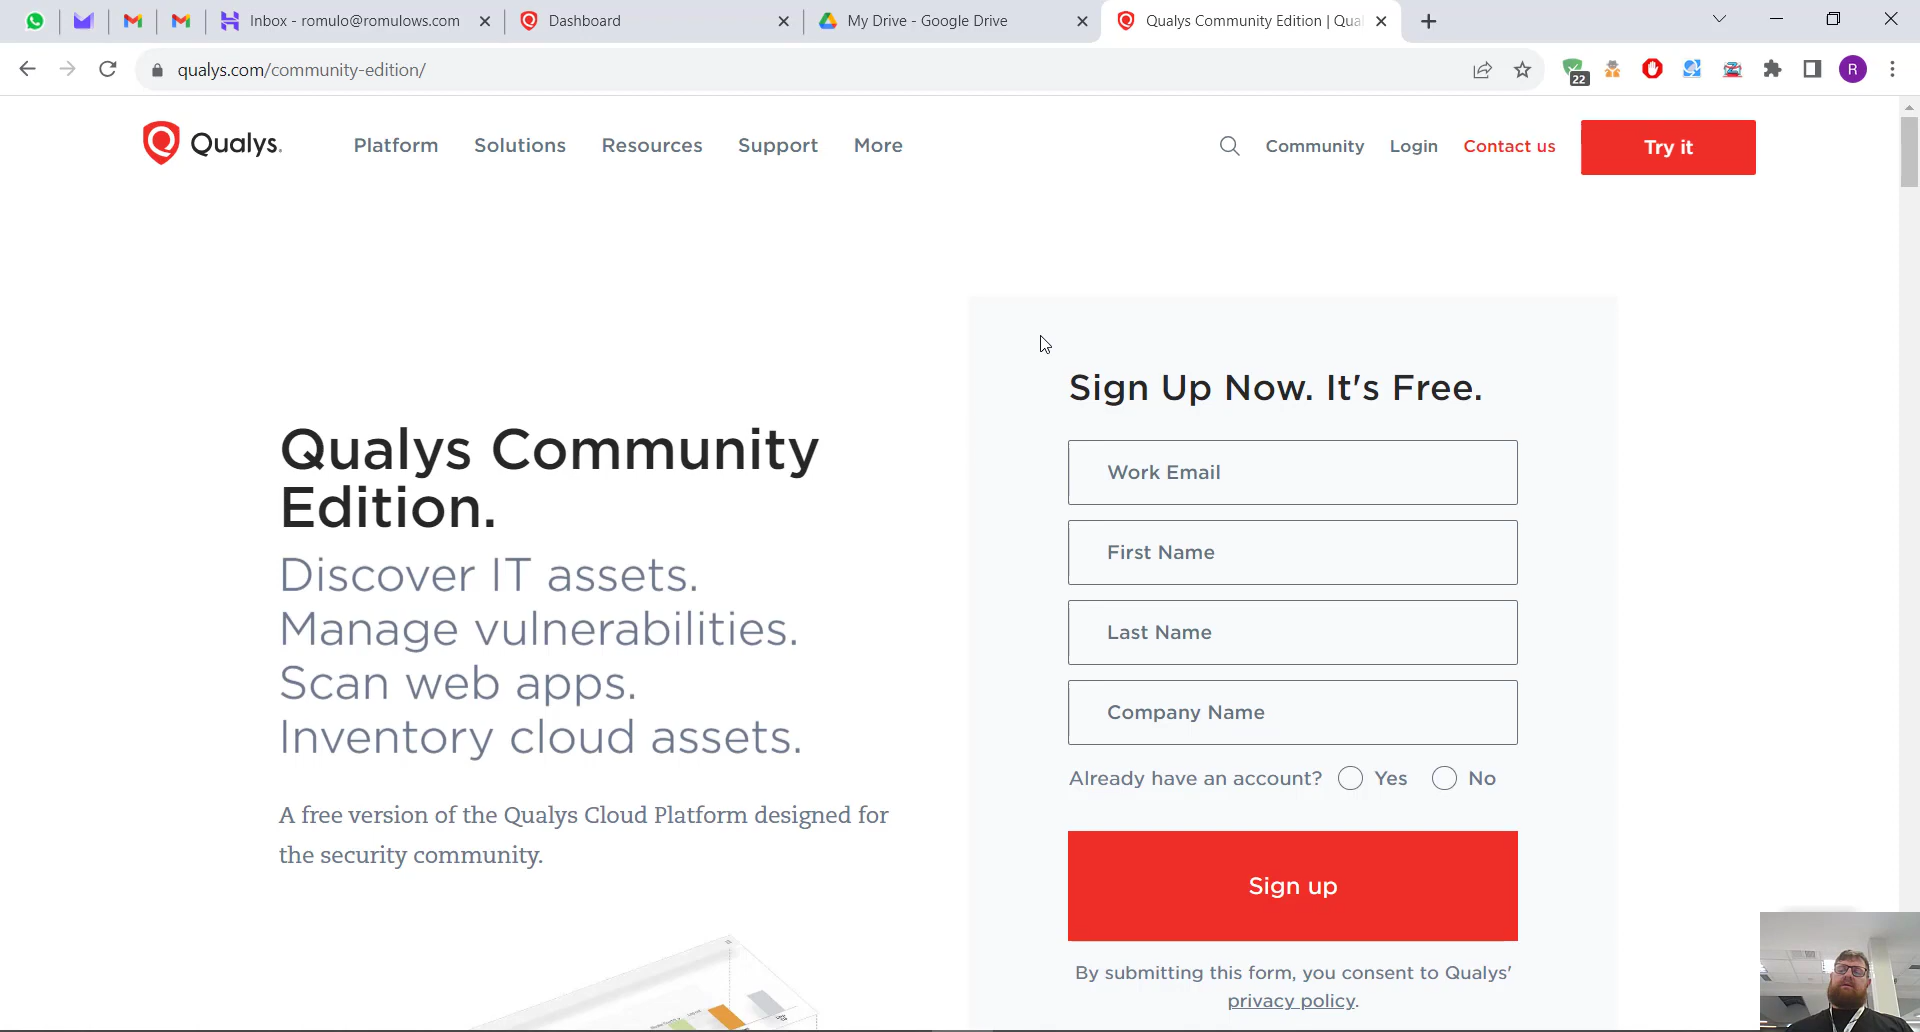 Inbox - romulo@romulows.com
Dashboard
My Drive - Google Drive
Qualys Community Edition | Qua
qualys.com/community-edition/
22
R
Qualys.
Platform
Solutions
Resources
Support
More
Community
Login
Contact us
Try it
Qualys Community
Edition.
Discover IT assets.
Manage vulnerabilities.
Scan web apps.
Inventory cloud assets.
A free version of the Qualys Cloud Platform designed for
the security community.
Sign Up Now. It's Free.
Work Email
First Name
Last Name
Company Name
Already have an account? Yes No
Sign up
By submitting this form, you consent to Qualys'
privacy policy.